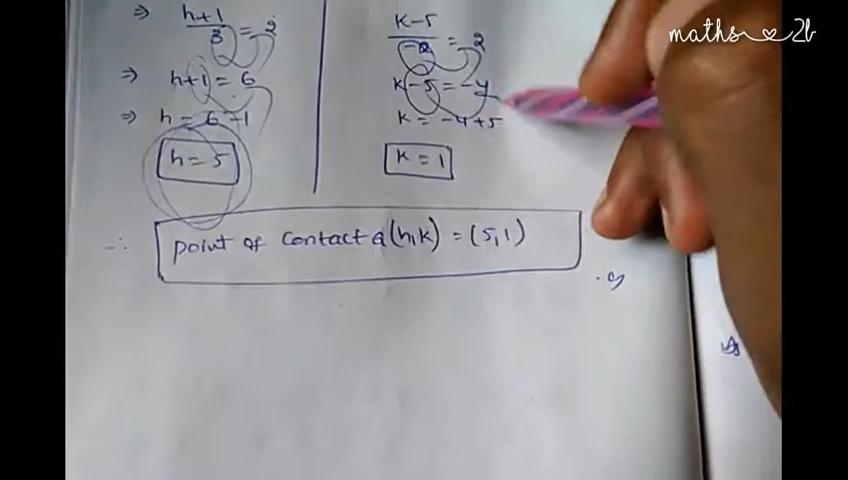 ⇒ h+1/3 = 2
⇒ h+1 = 6
⇒ h = 6-1
h = 5
k-5/-2 = 2
k-5 = -4
k = -4+5
k = 1
∴ point of contact Q(h,k) = (5,1)
maths 2b